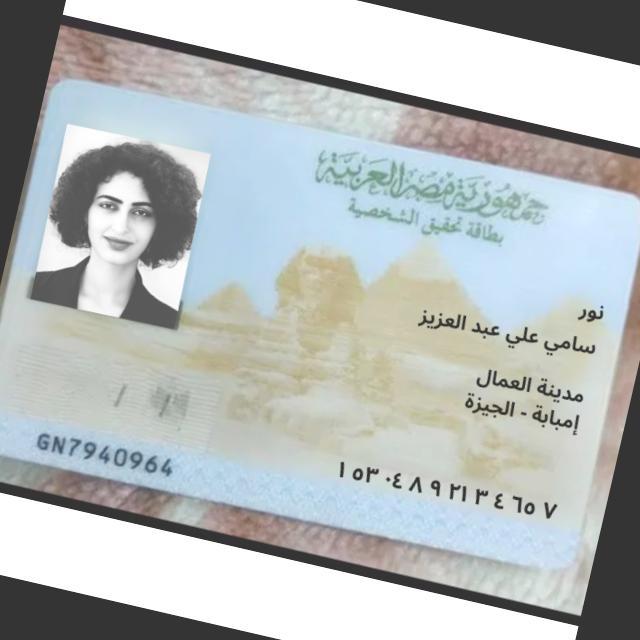 جمهورية مصر العربية
بطاقة تحقيق الشخصية
نور
سامي علي عبد العزيز
مدينة العمال
إمبابة - الجيزة
١٥٣٠٤٨٩٢١٣٤٦٥٧
GN7940964